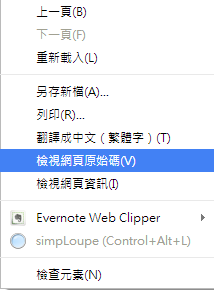 上一頁(B)
下一頁(F)
重新載入(L)
另存新檔(A)...
列印(R)...
翻譯成中文（繁體字）(T)
檢視網頁原始碼(V)
檢視網頁資訊(I)
Evernote Web Clipper
simpLoupe (Control+Alt+L)
檢查元素(N)